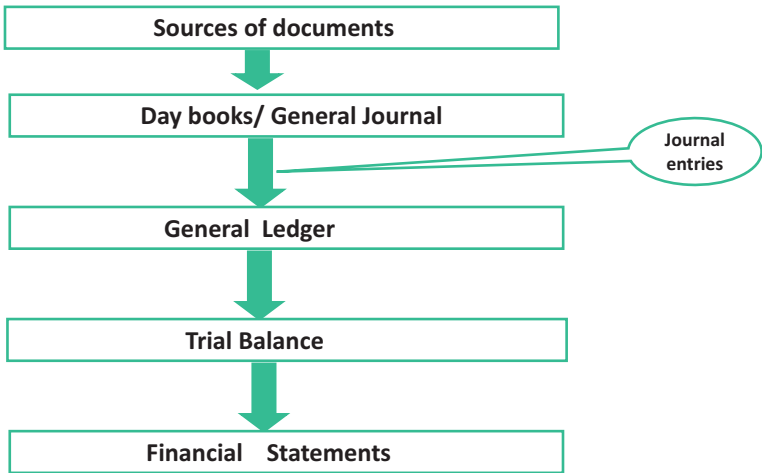 Sources of documents
Day books/ General Journal
Journal
entries
General Ledger
Trial Balance
Financial Statements